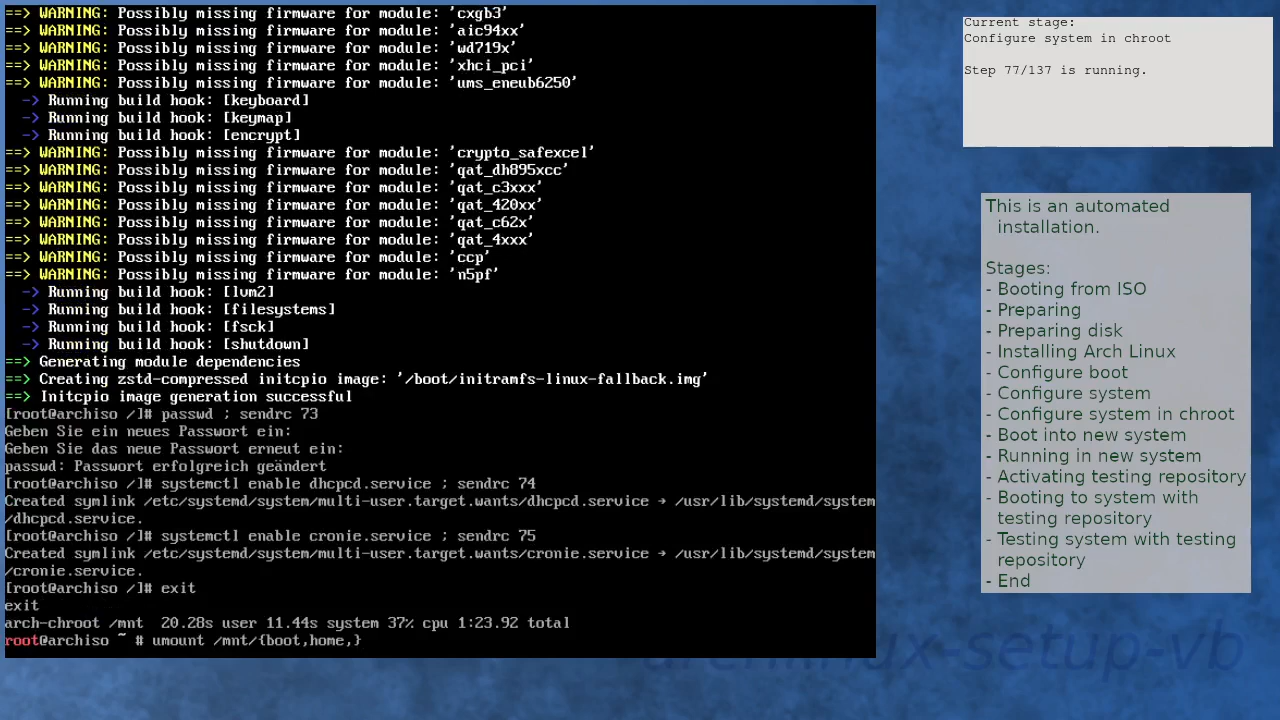 ==> WARNING: Possibly missing firmware for module: 'cxgb3'
==> WARNING: Possibly missing firmware for module: 'aic94xx'
==> WARNING: Possibly missing firmware for module: 'wd719x'
==> WARNING: Possibly missing firmware for module: 'xhci_pci'
==> WARNING: Possibly missing firmware for module: 'ums_eneub6250'
-> Running build hook: [keyboard]
-> Running build hook: [keymap]
-> Running build hook: [encrypt]
==> WARNING: Possibly missing firmware for module: 'crypto_safexcel'
==> WARNING: Possibly missing firmware for module: 'qat_dh895xcc'
==> WARNING: Possibly missing firmware for module: 'qat_c3xxx'
==> WARNING: Possibly missing firmware for module: 'qat_420xx'
==> WARNING: Possibly missing firmware for module: 'qat_c62x'
==> WARNING: Possibly missing firmware for module: 'qat_4xxx'
==> WARNING: Possibly missing firmware for module: 'ccp'
==> WARNING: Possibly missing firmware for module: 'n5pf'
-> Running build hook: [lvm2]
-> Running build hook: [filesystems]
-> Running build hook: [fsck]
-> Running build hook: [shutdown]
==> Generating module dependencies
==> Creating zstd-compressed initcpio image: '/boot/initramfs-linux-fallback.img'
==> Initcpio image generation successful
[root@archiso /]# passwd ; sendrc 73
Geben Sie ein neues Passwort ein:
Geben Sie das neue Passwort erneut ein:
passwd: Passwort erfolgreich geändert
[root@archiso /]# systemctl enable dhcpcd.service ; sendrc 74
Created symlink /etc/systemd/system/multi-user.target.wants/dhcpcd.service → /usr/lib/systemd/system
/dhcpcd.service.
[root@archiso /]# systemctl enable cronie.service ; sendrc 75
Created symlink /etc/systemd/system/multi-user.target.wants/cronie.service → /usr/lib/systemd/system
/cronie.service.
[root@archiso /]# exit
exit
arch-chroot /mnt  20.28s user 11.44s system 37% cpu 1:23.92 total
root@archiso ~ # umount /mnt/{boot,home,}
Current stage:
Configure system in chroot
Step 77/137 is running.
This is an automated
installation.
Stages:
- Booting from ISO
- Preparing
- Preparing disk
- Installing Arch Linux
- Configure boot
- Configure system
- Configure system in chroot
- Boot into new system
- Running in new system
- Activating testing repository
- Booting to system with
testing repository
- Testing system with testing
repository
- End
archlinux-setup-vb